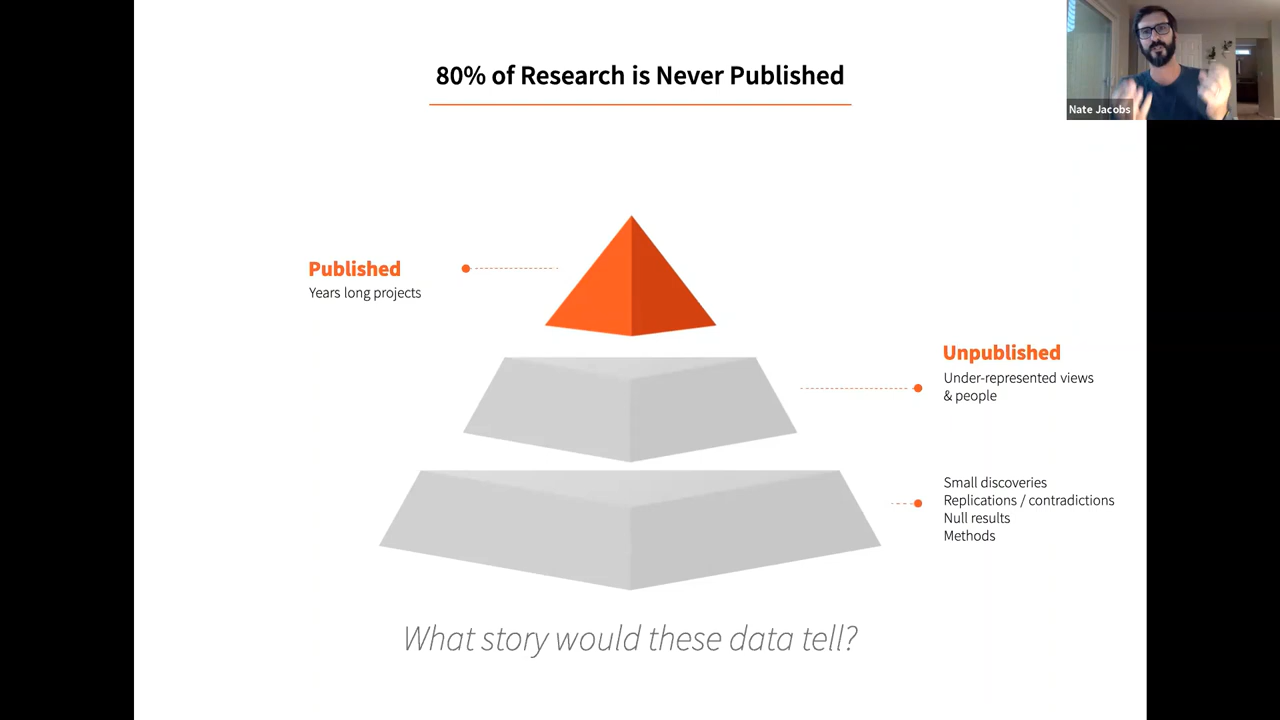 80% of Research is Never Published
Nate Jacobs
Published
Years long projects
Unpublished
Under-represented views
& people
Small discoveries
Replications / contradictions
Null results
Methods
What story would these data tell?